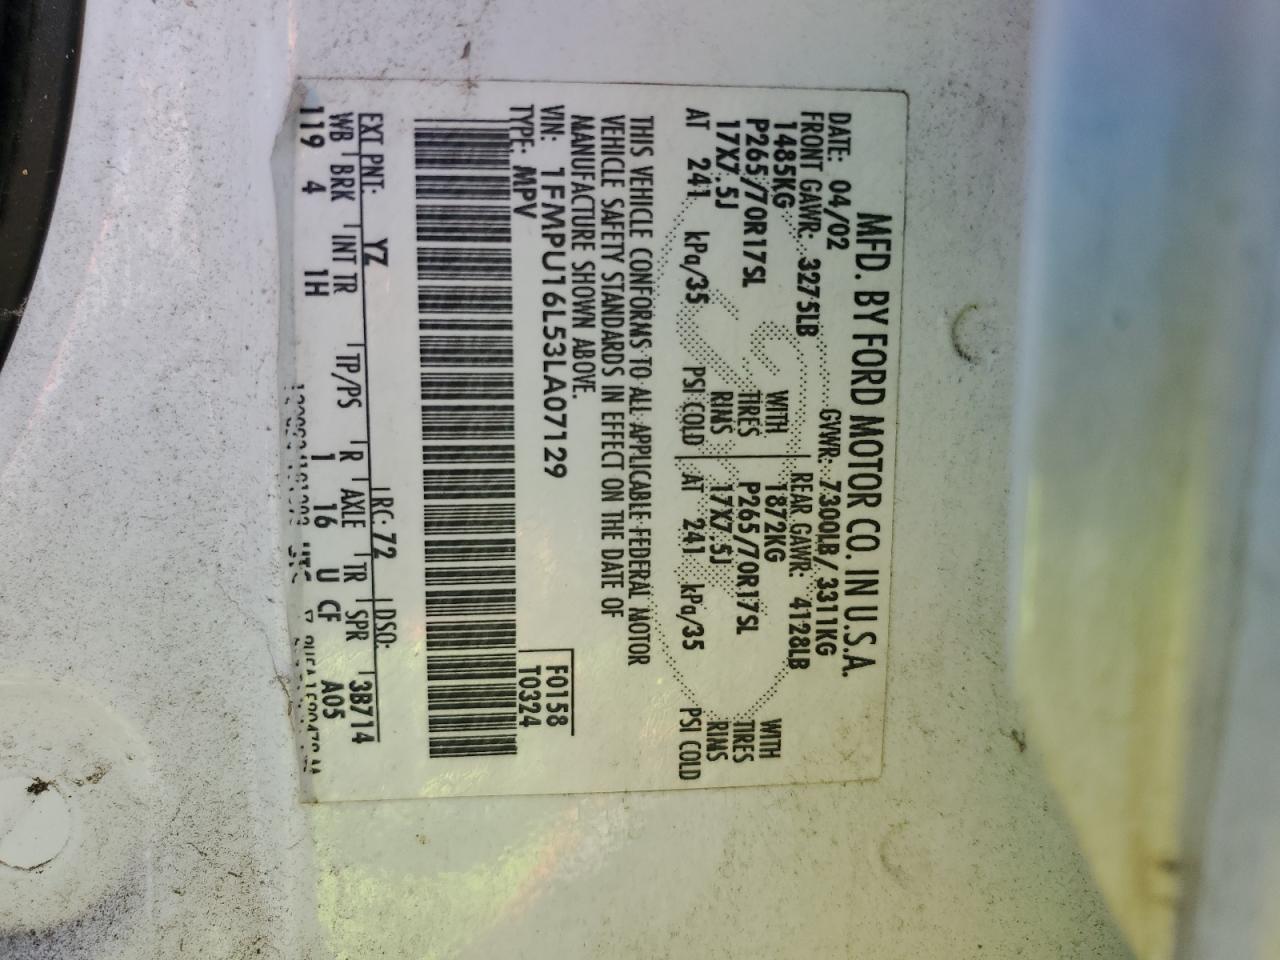 MFD. BY FORD MOTOR CO. IN U.S.A.
DATE: 04/02 GVWR: 7300LB/ 3311KG
FRONT GAWR: 3275LB REAR GAWR: 4128LB
1485KG WITH 1872KG WITH
P265/70R17SL TIRES P265/70R17SL TIRES
17X7.5J RIMS 17X7.5J RIMS
AT 241 kPa/35 PSI COLD AT 241 kPa/35 PSI COLD
THIS VEHICLE CONFORMS TO ALL APPLICABLE FEDERAL MOTOR
VEHICLE SAFETY STANDARDS IN EFFECT ON THE DATE OF
MANUFACTURE SHOWN ABOVE.
VIN: 1FMPU16L53LA07129
TYPE: MPV
F0158
T0324
EXT PNT: YZ RC: 72 DSO: 3B714
WB BRK INT TR TP/PS R AXLE TR SPR
119 4 1H 1 16 U CF A05